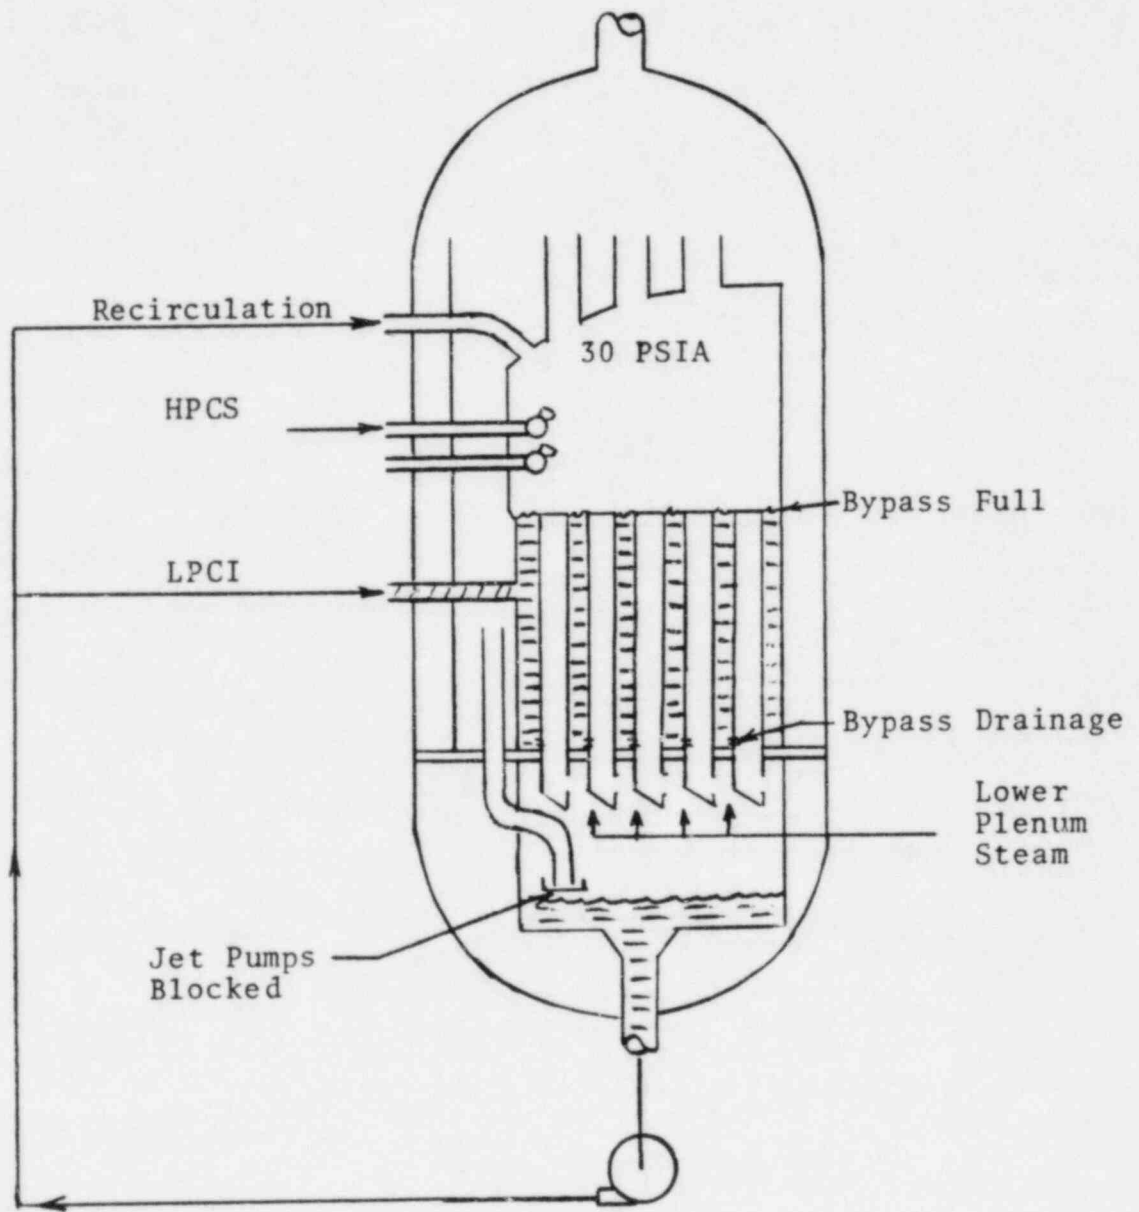 Recirculation
30 PSIA
HPCS
Bypass Full
LPCI
Bypass Drainage
Lower
Plenum
Steam
Jet Pumps
Blocked